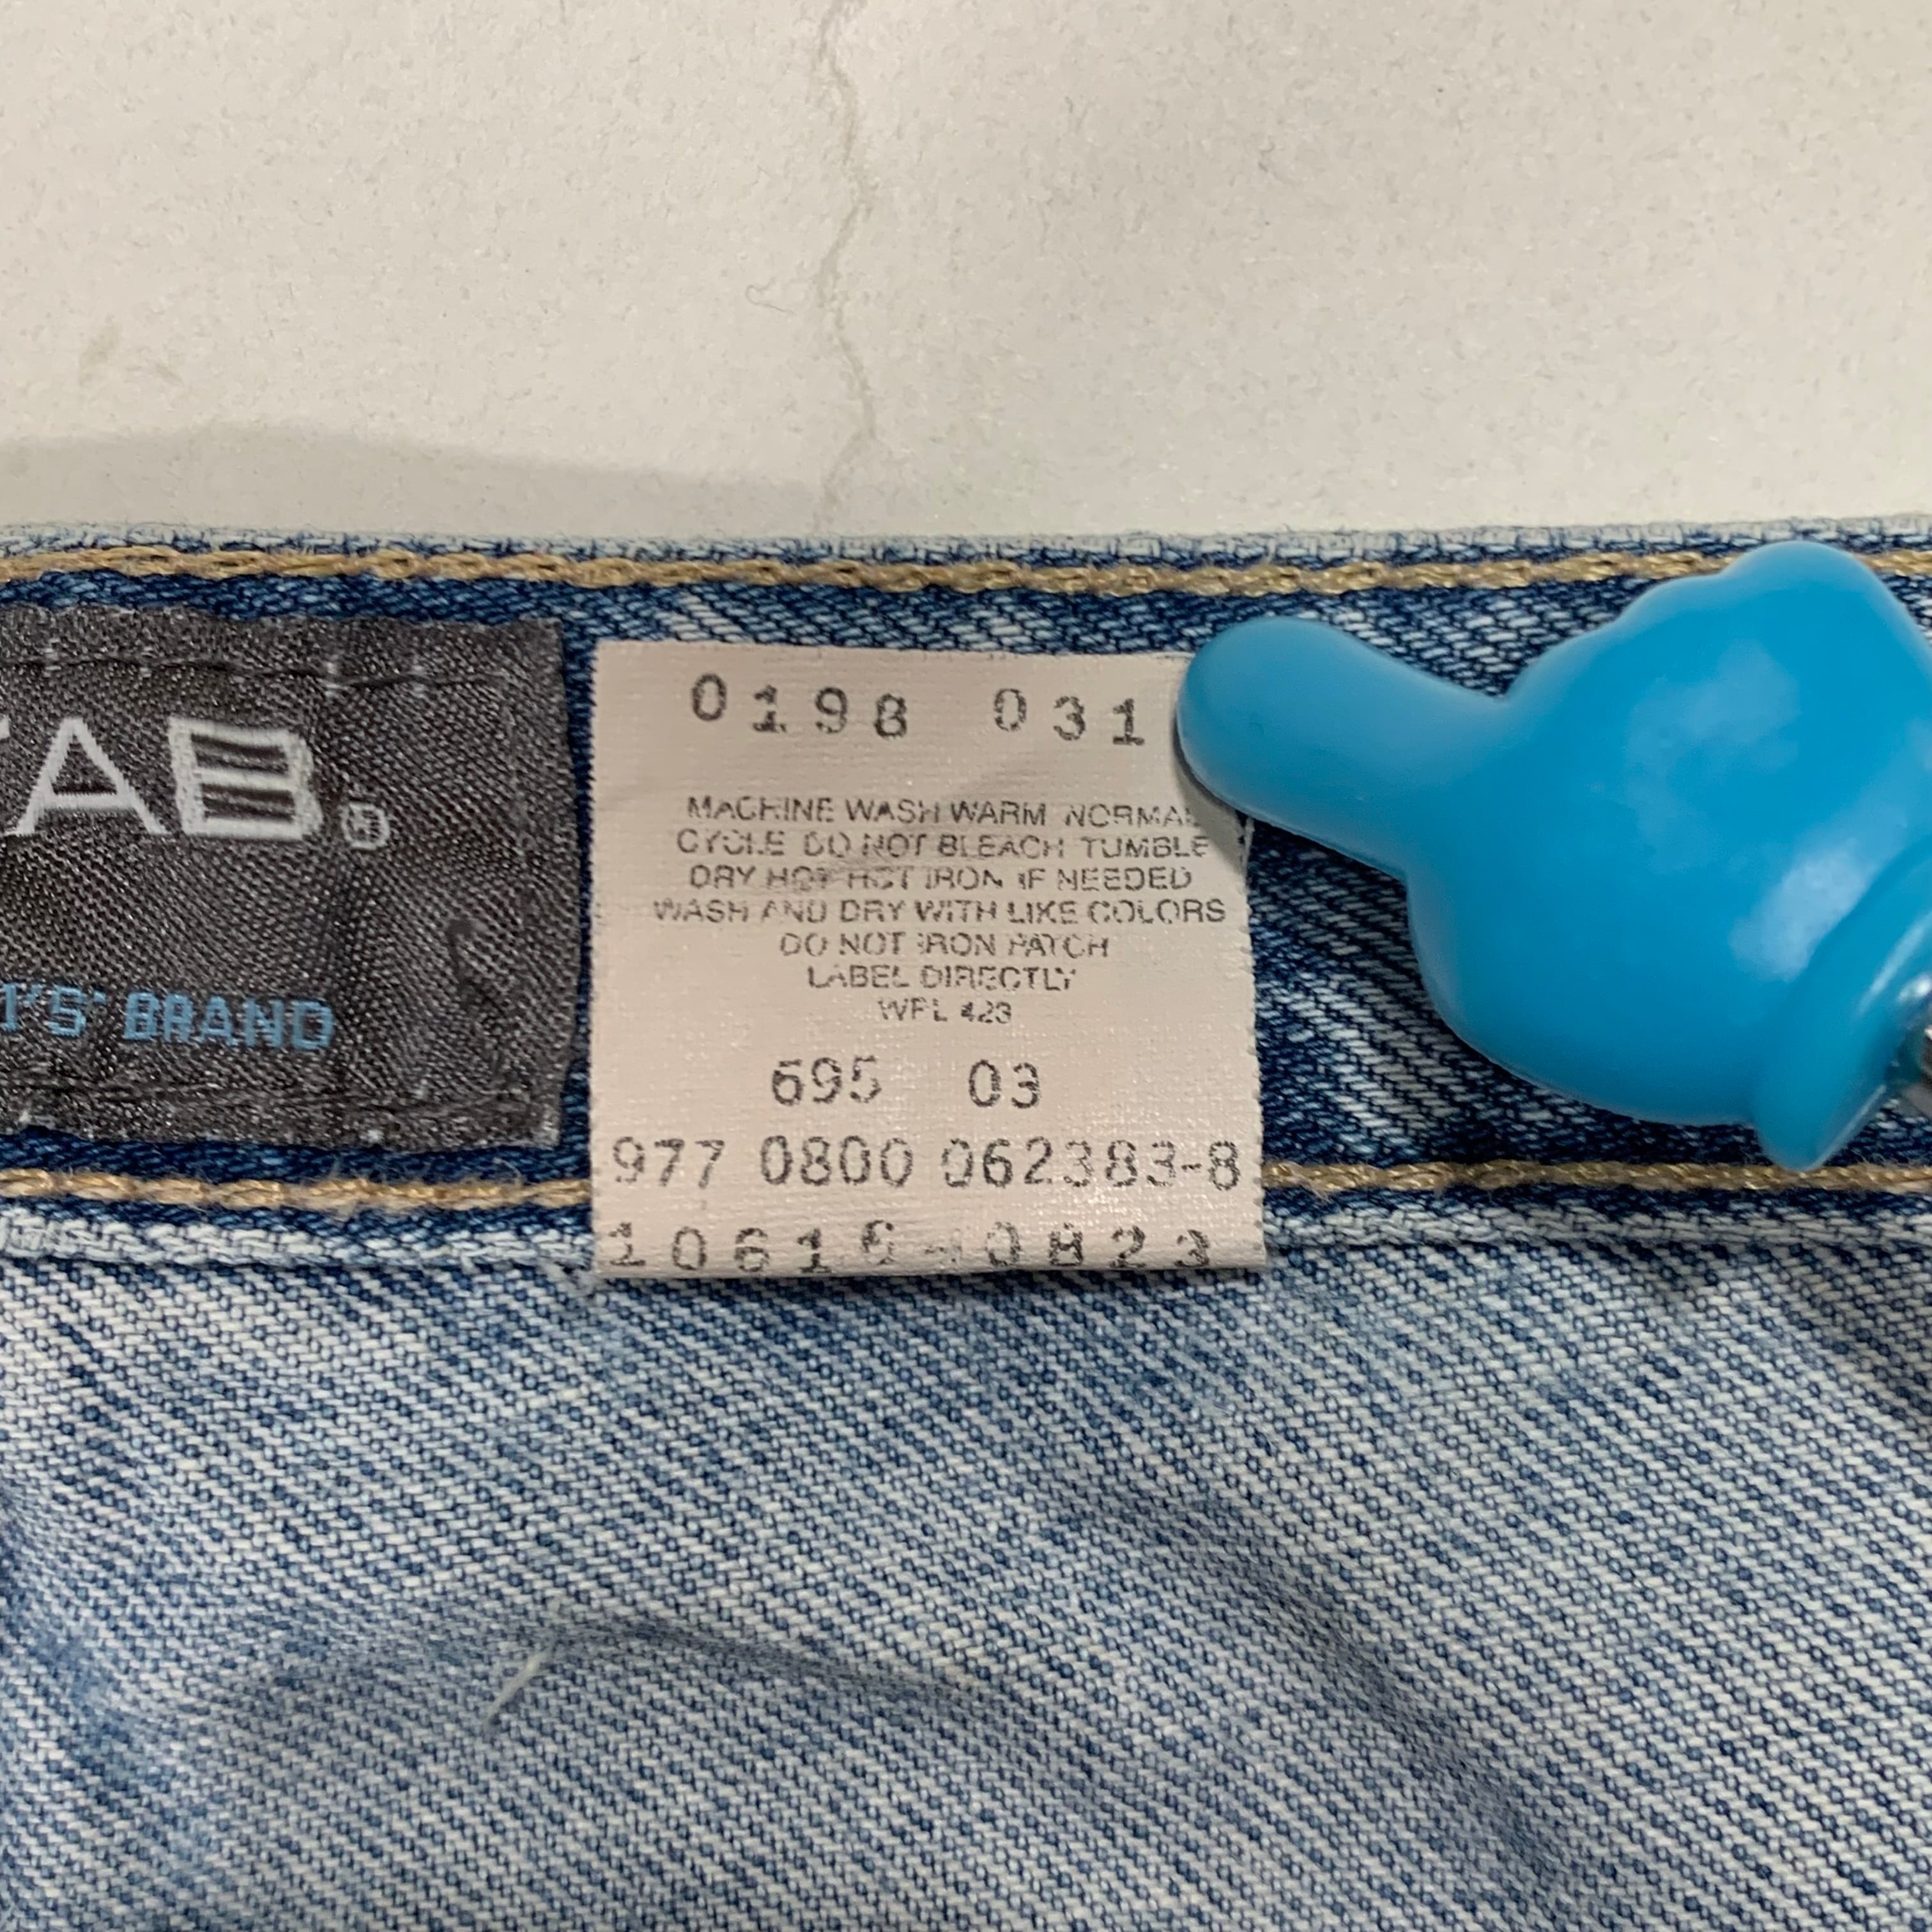 TAB®
I'S® BRAND
0198 031
MACHINE WASH WARM NORMAL
CYCLE DO NOT BLEACH TUMBLE
DRY HOT HOT IRON IF NEEDED
WASH AND DRY WITH LIKE COLORS
DO NOT IRON PATCH
LABEL DIRECTLY
WPL 423
695 03
977 0800 062383-8